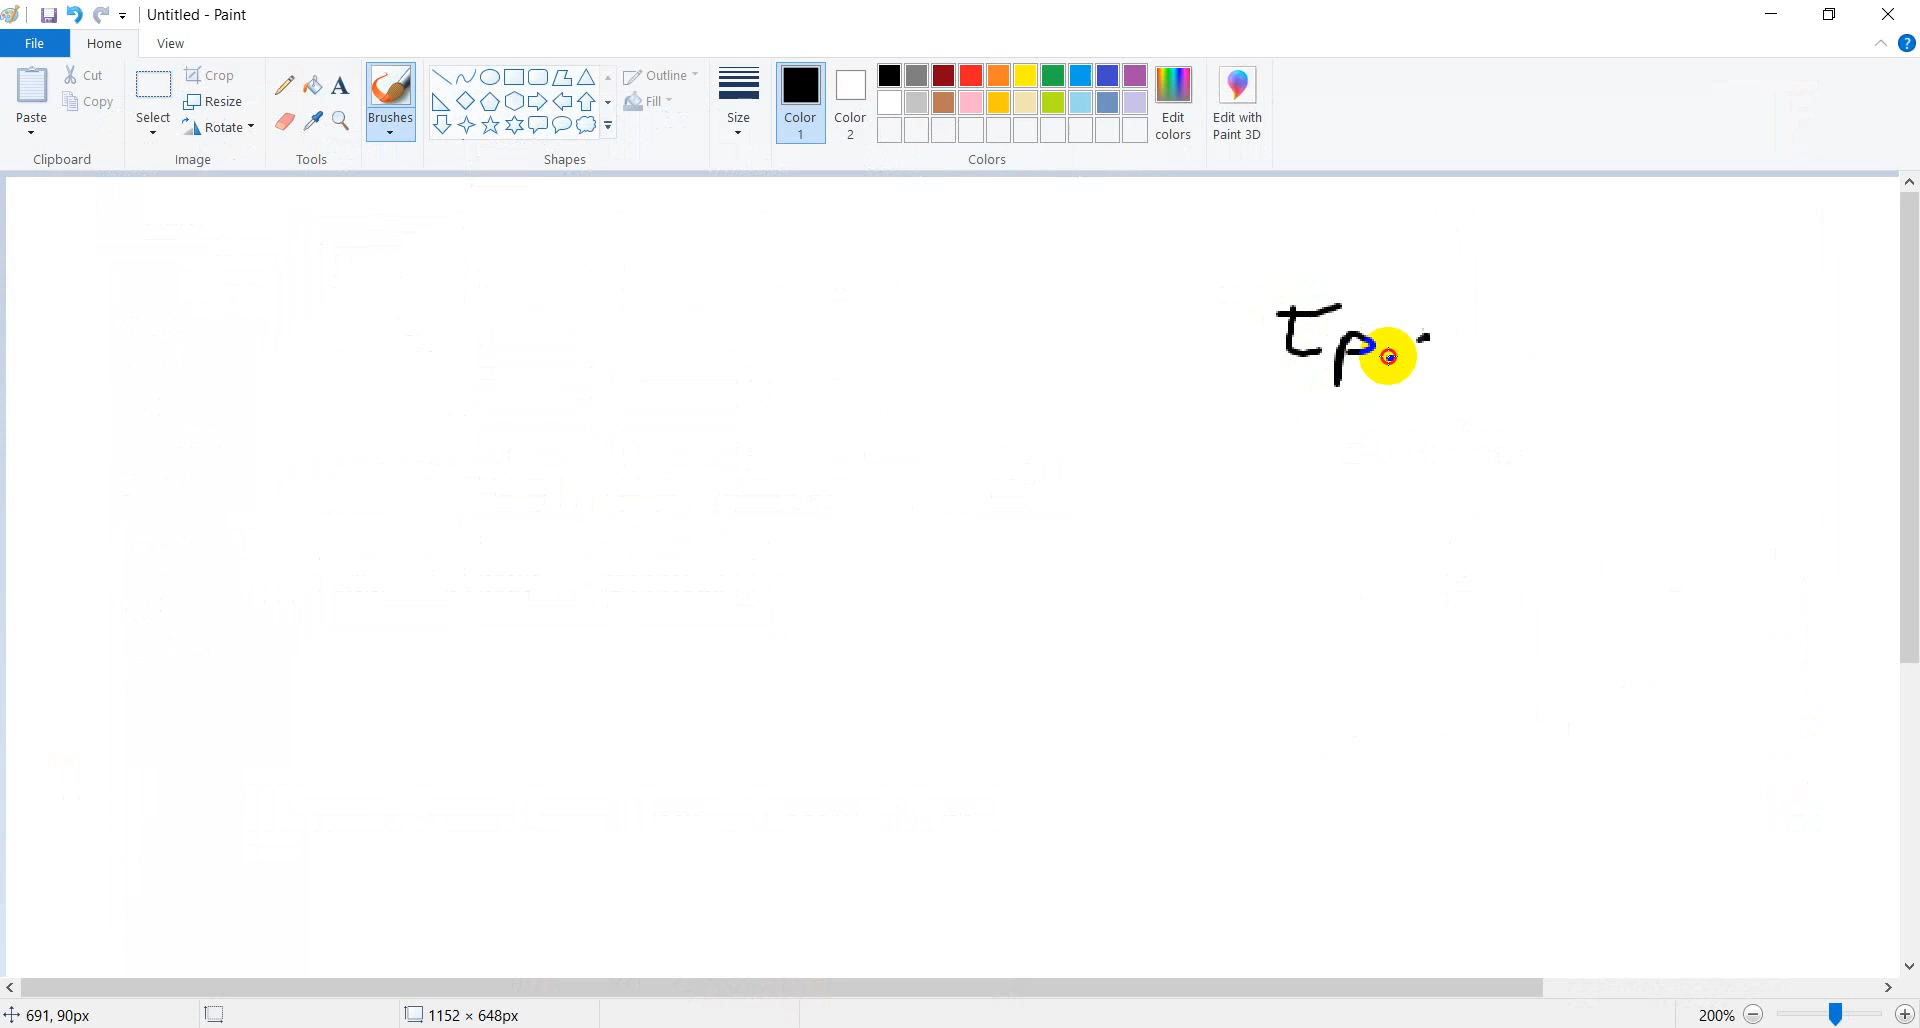 Untitled - Paint
File Home View
Paste
Cut
Copy
Clipboard
Select
Crop
Resize
Rotate
Image
Tools
Brushes
Shapes
Outline
Fill
Size
Color 1
Color 2
Colors
Edit colors
Edit with Paint 3D
691, 90px
1152 × 648px
200%